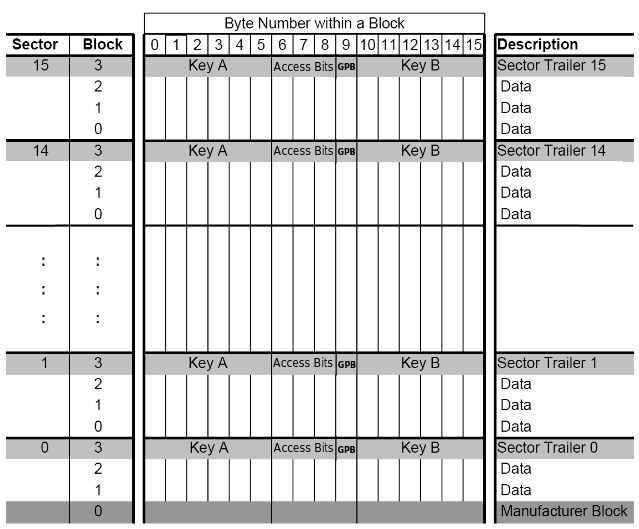 Byte Number within a Block
Sector Block 0 1 2 3 4 5 6 7 8 9 10 11 12 13 14 15 Description
15 3 Key A Access Bits GPB Key B Sector Trailer 15
2 Data
1 Data
0 Data
14 3 Key A Access Bits GPB Key B Sector Trailer 14
2 Data
1 Data
0 Data
: :
: :
: :
1 3 Key A Access Bits GPB Key B Sector Trailer 1
2 Data
1 Data
0 Data
0 3 Key A Access Bits GPB Key B Sector Trailer 0
2 Data
1 Data
0 Manufacturer Block